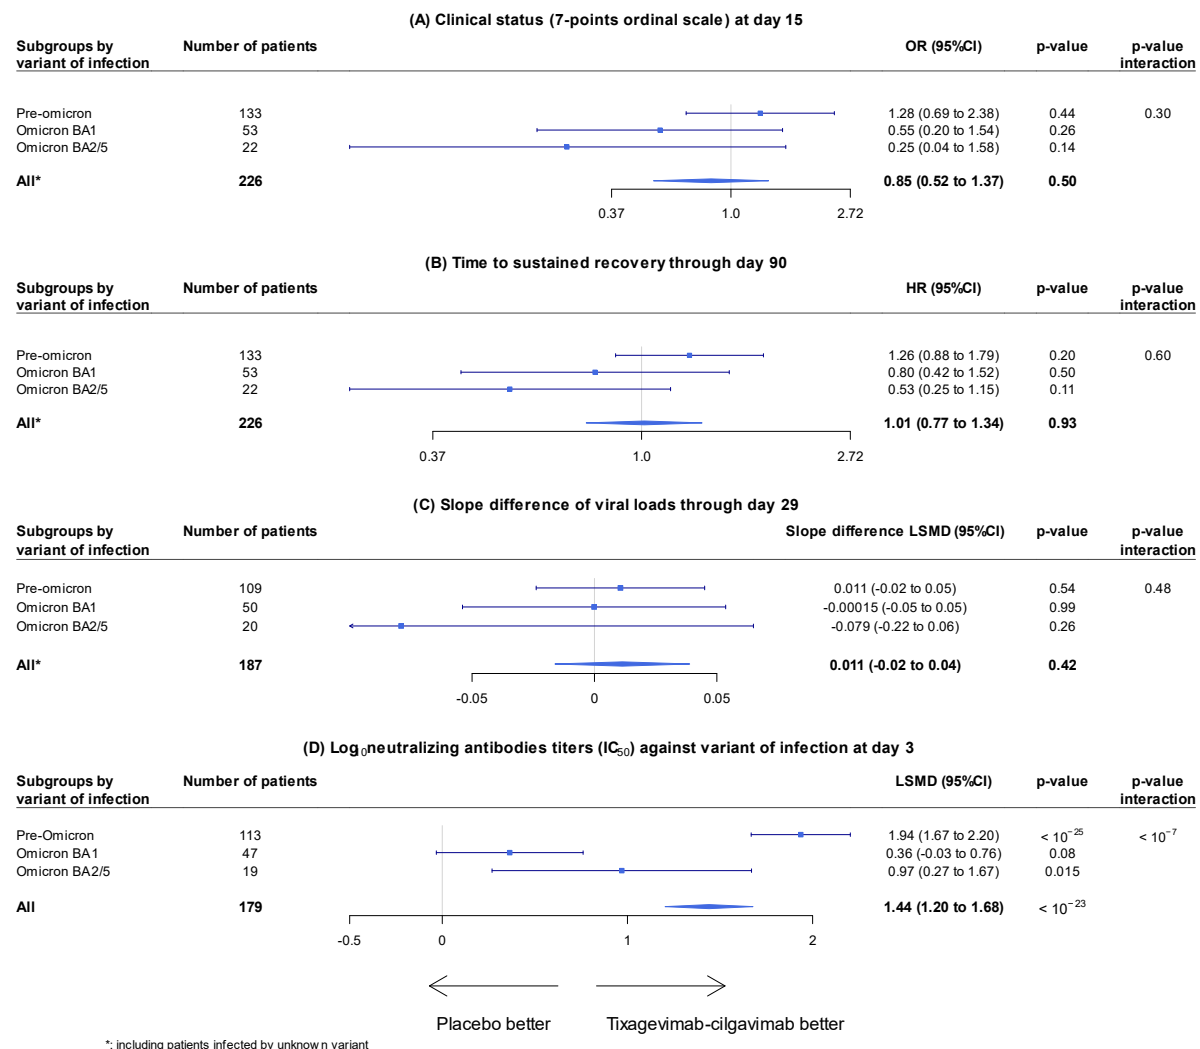 (A) Clinical status (7-points ordinal scale) at day 15
Subgroups by variant of infection Number of patients OR (95%CI) p-value p-value interaction
Pre-omicron 133 1.28 (0.69 to 2.38) 0.44 0.30
Omicron BA1 53 0.55 (0.20 to 1.54) 0.26
Omicron BA2/5 22 0.25 (0.04 to 1.58) 0.14
All* 226 0.85 (0.52 to 1.37) 0.50
0.37 1.0 2.72
(B) Time to sustained recovery through day 90
Subgroups by variant of infection Number of patients HR (95%CI) p-value p-value interaction
Pre-omicron 133 1.26 (0.88 to 1.79) 0.20 0.60
Omicron BA1 53 0.80 (0.42 to 1.52) 0.50
Omicron BA2/5 22 0.53 (0.25 to 1.15) 0.11
All* 226 1.01 (0.77 to 1.34) 0.93
0.37 1.0 2.72
(C) Slope difference of viral loads through day 29
Subgroups by variant of infection Number of patients Slope difference LSMD (95%CI) p-value p-value interaction
Pre-omicron 109 0.011 (-0.02 to 0.05) 0.54 0.48
Omicron BA1 50 -0.00015 (-0.05 to 0.05) 0.99
Omicron BA2/5 20 -0.079 (-0.22 to 0.06) 0.26
All* 187 0.011 (-0.02 to 0.04) 0.42
-0.05 0 0.05
(D) Log₀neutralizing antibodies titers (IC₅₀) against variant of infection at day 3
Subgroups by variant of infection Number of patients LSMD (95%CI) p-value p-value interaction
Pre-Omicron 113 1.94 (1.67 to 2.20) < 10⁻²⁵ < 10⁻⁷
Omicron BA1 47 0.36 (-0.03 to 0.76) 0.08
Omicron BA2/5 19 0.97 (0.27 to 1.67) 0.015
All 179 1.44 (1.20 to 1.68) < 10⁻²³
-0.5 0 1 2
Placebo better Tixagevimab-cilgavimab better
*: including patients infected by unknown variant